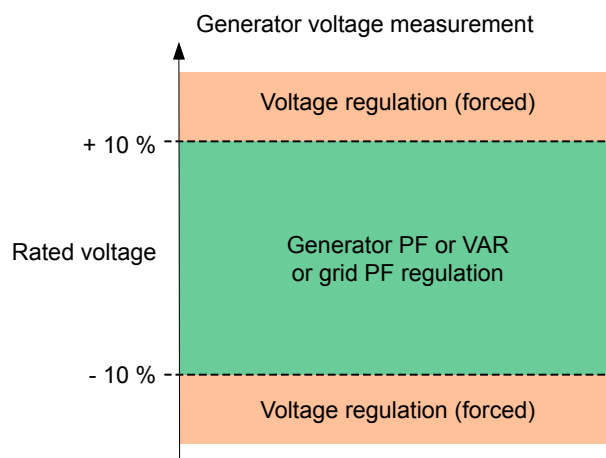 Generator voltage measurement
Voltage regulation (forced)
+ 10 %
Rated voltage
Generator PF or VAR
or grid PF regulation
- 10 %
Voltage regulation (forced)